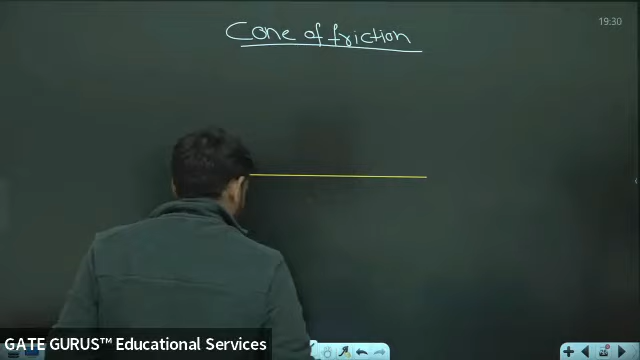 19:30
Cone of friction
GATE GURUS™ Educational Services